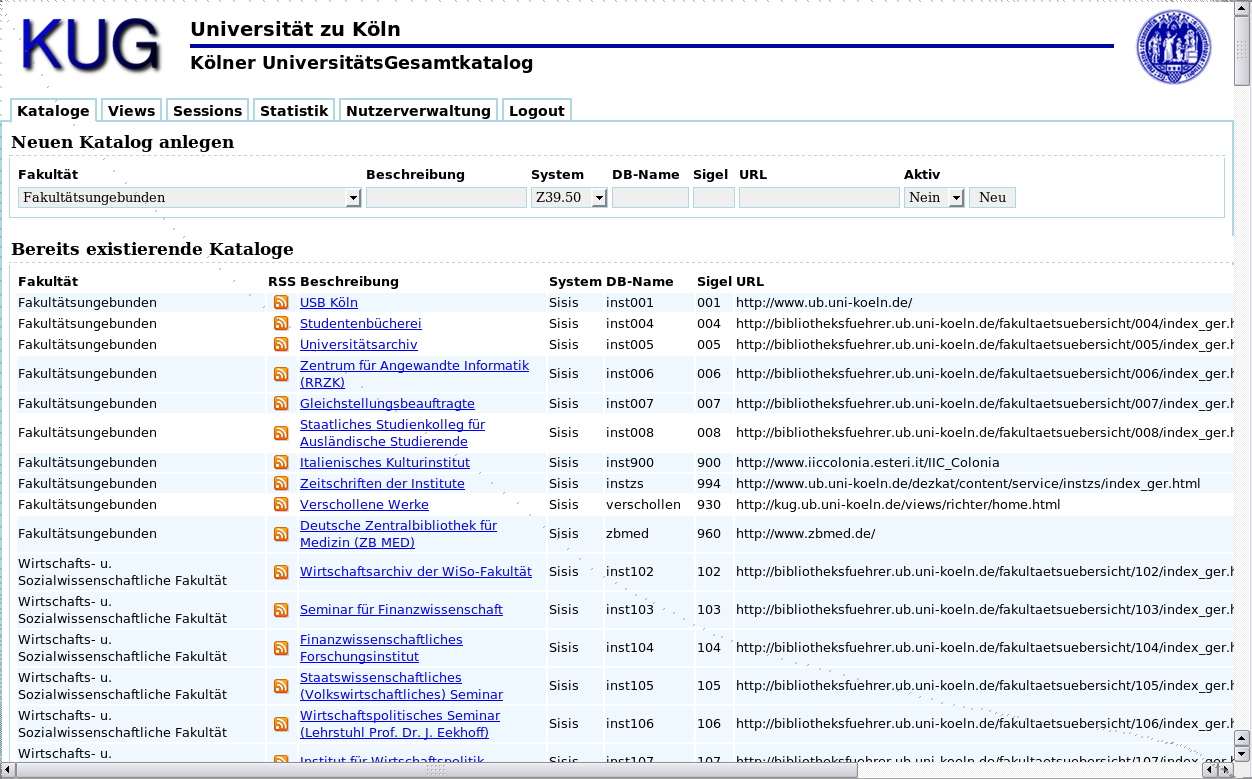 KUG
Universität zu Köln
Kölner UniversitätsGesamtkatalog
Kataloge Views Sessions Statistik Nutzerverwaltung Logout
Neuen Katalog anlegen
Fakultät Beschreibung System DB-Name Sigel URL Aktiv
Fakultätsungebunden Z39.50 Nein Neu
Bereits existierende Kataloge
Fakultät RSS Beschreibung System DB-Name Sigel URL
Fakultätsungebunden USB Köln Sisis inst001 001 http://www.ub.uni-koeln.de/
Fakultätsungebunden Studentenbücherei Sisis inst004 004 http://bibliotheksfuehrer.ub.uni-koeln.de/fakultaetsuebersicht/004/index_ger.h
Fakultätsungebunden Universitätsarchiv Sisis inst005 005 http://bibliotheksfuehrer.ub.uni-koeln.de/fakultaetsuebersicht/005/index_ger.h
Fakultätsungebunden Zentrum für Angewandte Informatik
(RRZK) Sisis inst006 006 http://bibliotheksfuehrer.ub.uni-koeln.de/fakultaetsuebersicht/006/index_ger.h
Fakultätsungebunden Gleichstellungsbeauftragte Sisis inst007 007 http://bibliotheksfuehrer.ub.uni-koeln.de/fakultaetsuebersicht/007/index_ger.h
Fakultätsungebunden Staatliches Studienkolleg für
Ausländische Studierende Sisis inst008 008 http://bibliotheksfuehrer.ub.uni-koeln.de/fakultaetsuebersicht/008/index_ger.h
Fakultätsungebunden Italienisches Kulturinstitut Sisis inst900 900 http://www.iiccolonia.esteri.it/IIC_Colonia
Fakultätsungebunden Zeitschriften der Institute Sisis instzs 994 http://www.ub.uni-koeln.de/dezkat/content/service/instzs/index_ger.html
Fakultätsungebunden Verschollene Werke Sisis verschollen 930 http://kug.ub.uni-koeln.de/views/richter/home.html
Fakultätsungebunden Deutsche Zentralbibliothek für
Medizin (ZB MED) Sisis zbmed 960 http://www.zbmed.de/
Wirtschafts- u.
Sozialwissenschaftliche Fakultät Wirtschaftsarchiv der WiSo-Fakultät Sisis inst102 102 http://bibliotheksfuehrer.ub.uni-koeln.de/fakultaetsuebersicht/102/index_ger.h
Wirtschafts- u.
Sozialwissenschaftliche Fakultät Seminar für Finanzwissenschaft Sisis inst103 103 http://bibliotheksfuehrer.ub.uni-koeln.de/fakultaetsuebersicht/103/index_ger.h
Wirtschafts- u. Finanzwissenschaftliches
Sozialwissenschaftliche Fakultät Forschungsinstitut Sisis inst104 104 http://bibliotheksfuehrer.ub.uni-koeln.de/fakultaetsuebersicht/104/index_ger.h
Wirtschafts- u. Staatswissenschaftliches
Sozialwissenschaftliche Fakultät (Volkswirtschaftliches) Seminar Sisis inst105 105 http://bibliotheksfuehrer.ub.uni-koeln.de/fakultaetsuebersicht/105/index_ger.h
Wirtschafts- u. Wirtschaftspolitisches Seminar
Sozialwissenschaftliche Fakultät (Lehrstuhl Prof. Dr. J. Eekhoff) Sisis inst106 106 http://bibliotheksfuehrer.ub.uni-koeln.de/fakultaetsuebersicht/106/index_ger.h
Wirtschafts- u.
Institut für Wirtschaftspolitik Sisis inst107 107 http://bibliotheksfuehrer.ub.uni-koeln.de/fakultaetsuebersicht/107/index_ger.h